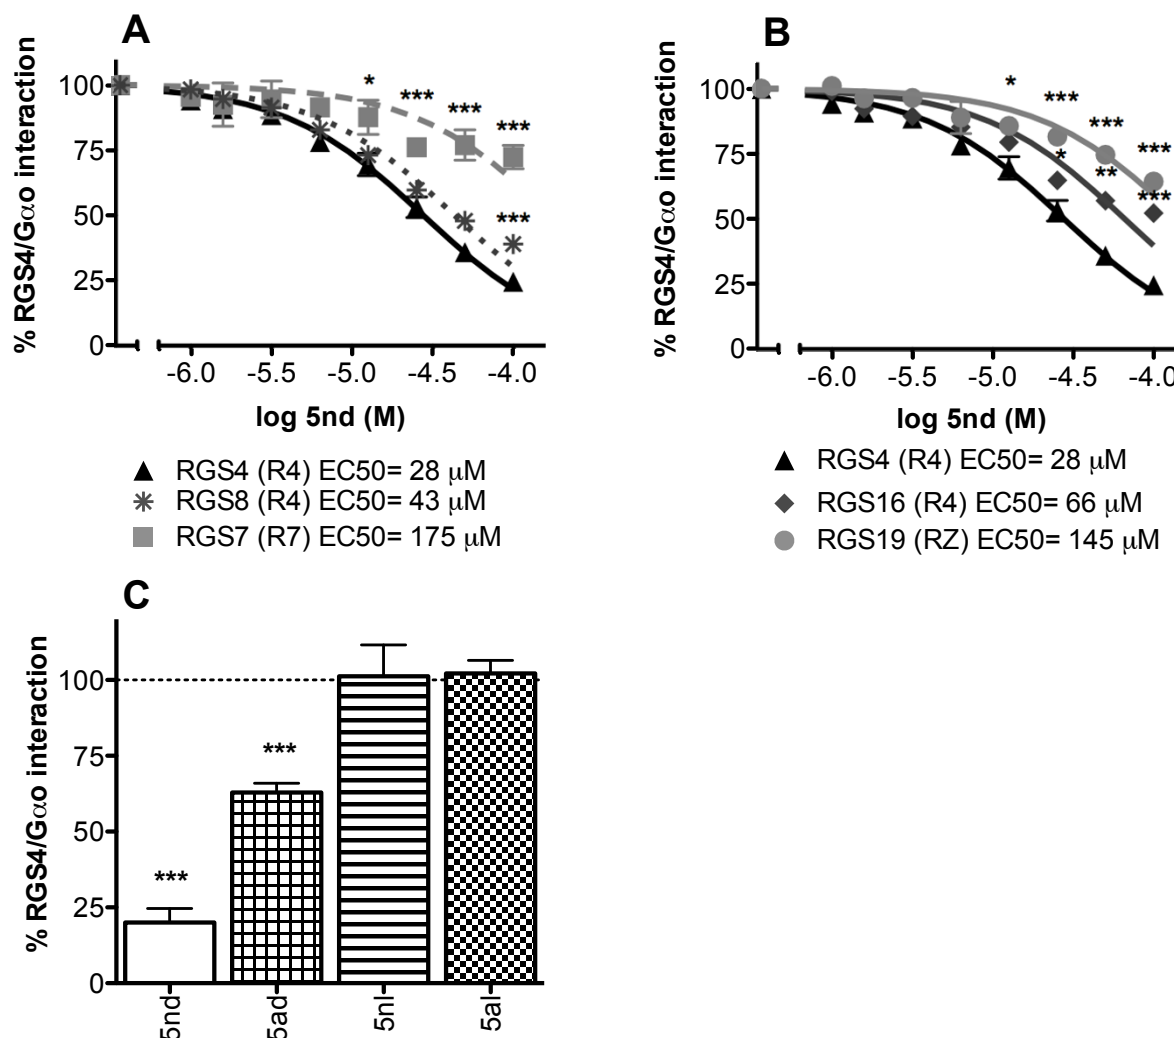 A
% RGS4/Gαo interaction
100
75
50
25
0
* *** *** ***
***
-6.0 -5.5 -5.0 -4.5 -4.0
log 5nd (M)
RGS4 (R4) EC50= 28 μM
RGS8 (R4) EC50= 43 μM
RGS7 (R7) EC50= 175 μM
B
% RGS4/Gαo interaction
100
75
50
25
0
* *** *** ***
* ** ***
-6.0 -5.5 -5.0 -4.5 -4.0
log 5nd (M)
RGS4 (R4) EC50= 28 μM
RGS16 (R4) EC50= 66 μM
RGS19 (RZ) EC50= 145 μM
C
% RGS4/Gαo interaction
100
75
50
25
0
*** ***
5nd 5ad 5nl 5al